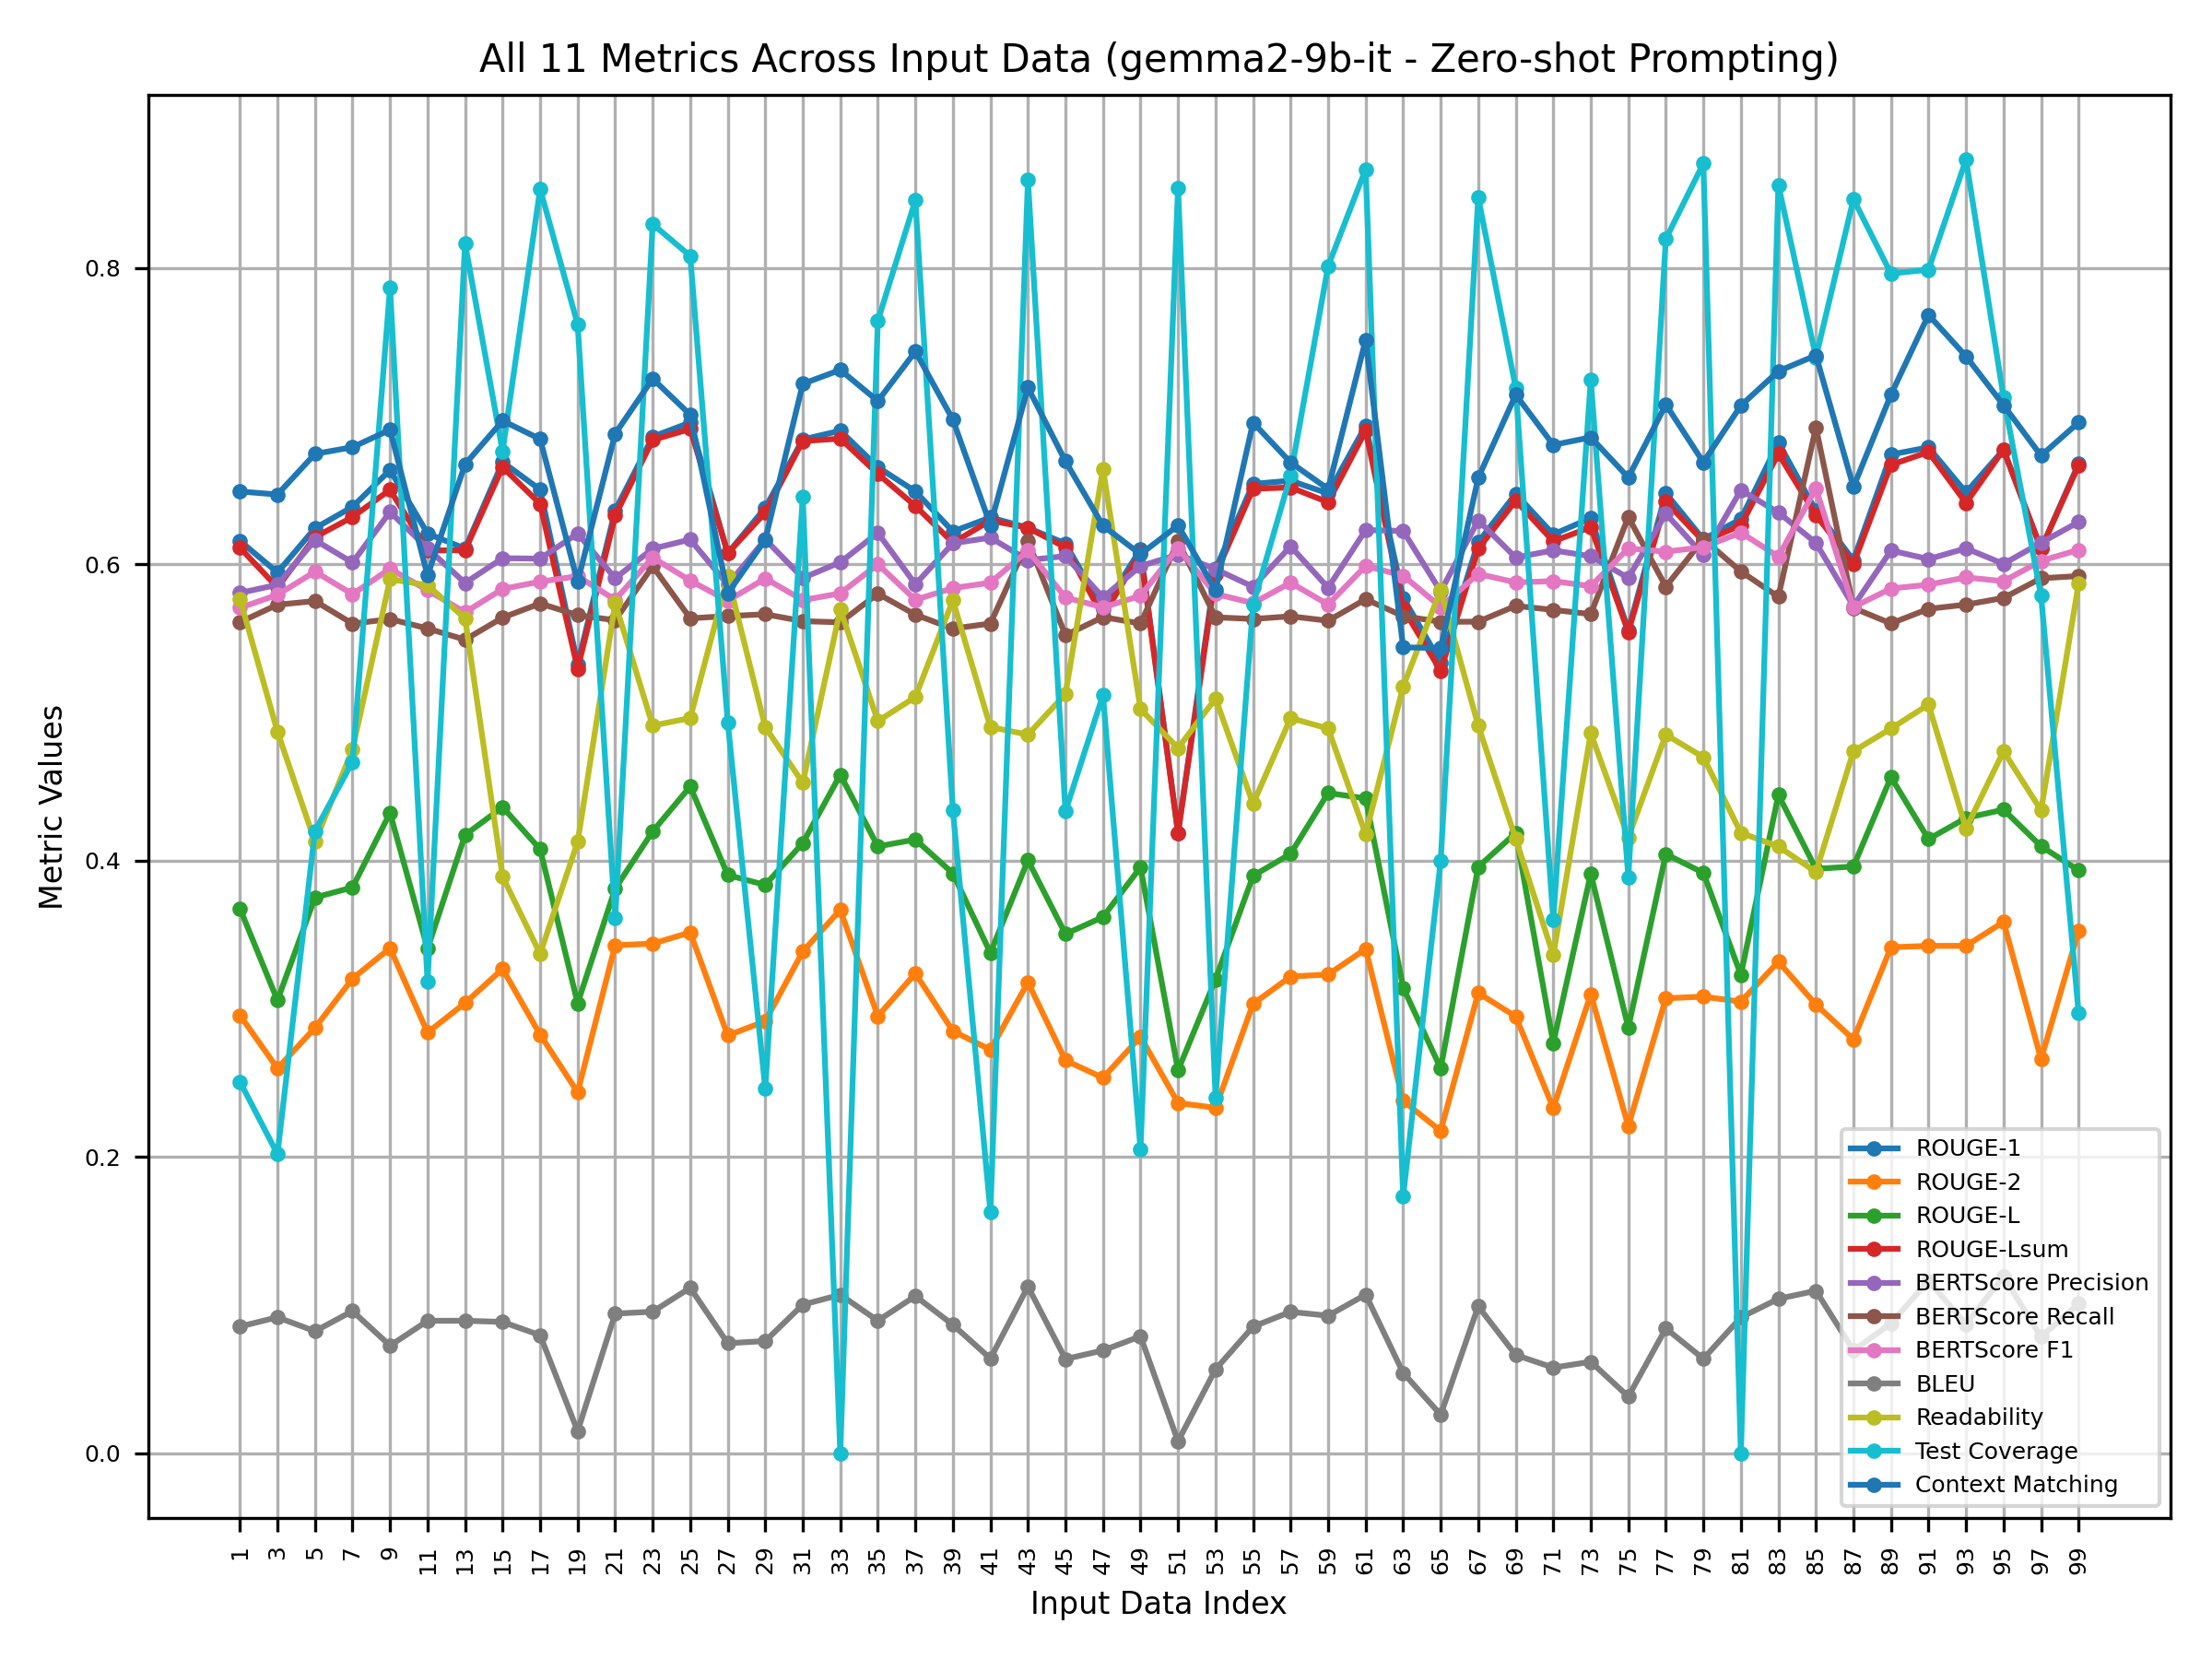 All 11 Metrics Across Input Data (gemma2-9b-it - Zero-shot Prompting)
Metric Values
0.8
0.6
0.4
0.2
0.0
ROUGE-1
ROUGE-2
ROUGE-L
ROUGE-Lsum
BERTScore Precision
BERTScore Recall
BERTScore F1
BLEU
Readability
Test Coverage
Context Matching
1 3 5 7 9 11 13 15 17 19 21 23 25 27 29 31 33 35 37 39 41 43 45 47 49 51 53 55 57 59 61 63 65 67 69 71 73 75 77 79 81 83 85 87 89 91 93 95 97 99
Input Data Index